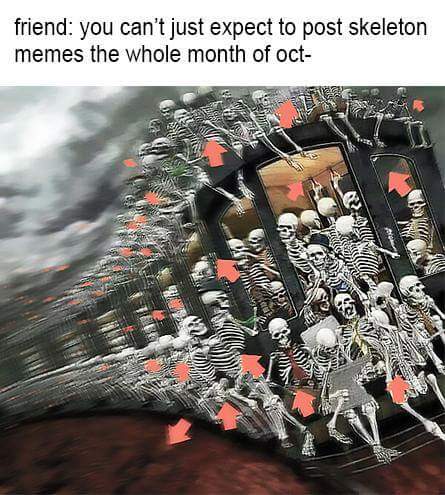 friend: you can't just expect to post skeleton
memes the whole month of oct-